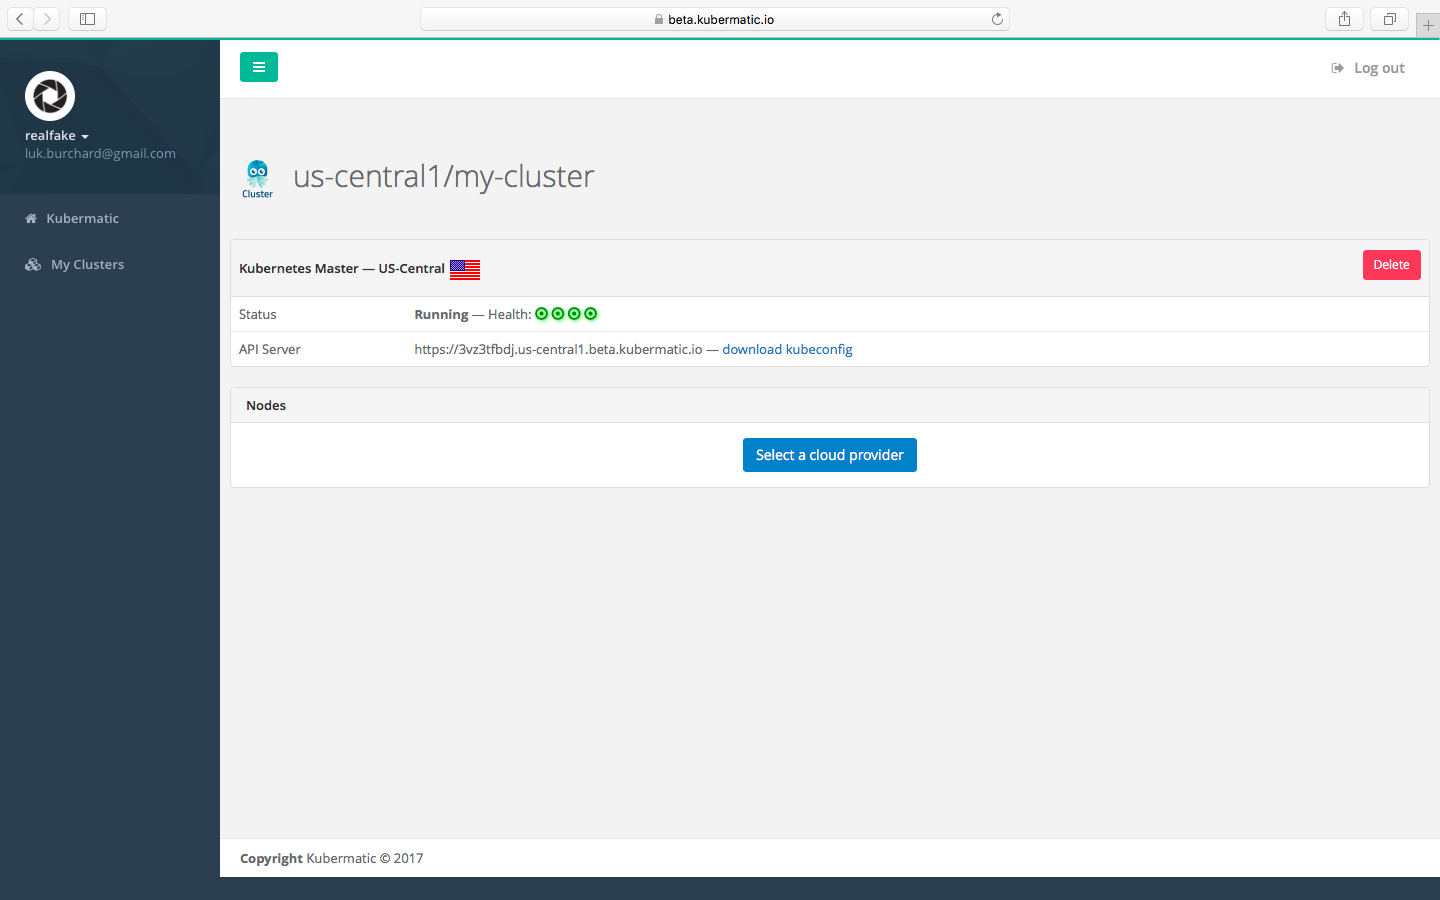 beta.kubermatic.io
Log out
realfake
luk.burchard@gmail.com
Kubermatic
My Clusters
Cluster
us-central1/my-cluster
Kubernetes Master — US-Central
Delete
Status Running — Health:
API Server https://3vz3tfbdj.us-central1.beta.kubermatic.io — download kubeconfig
Nodes
Select a cloud provider
Copyright Kubermatic © 2017